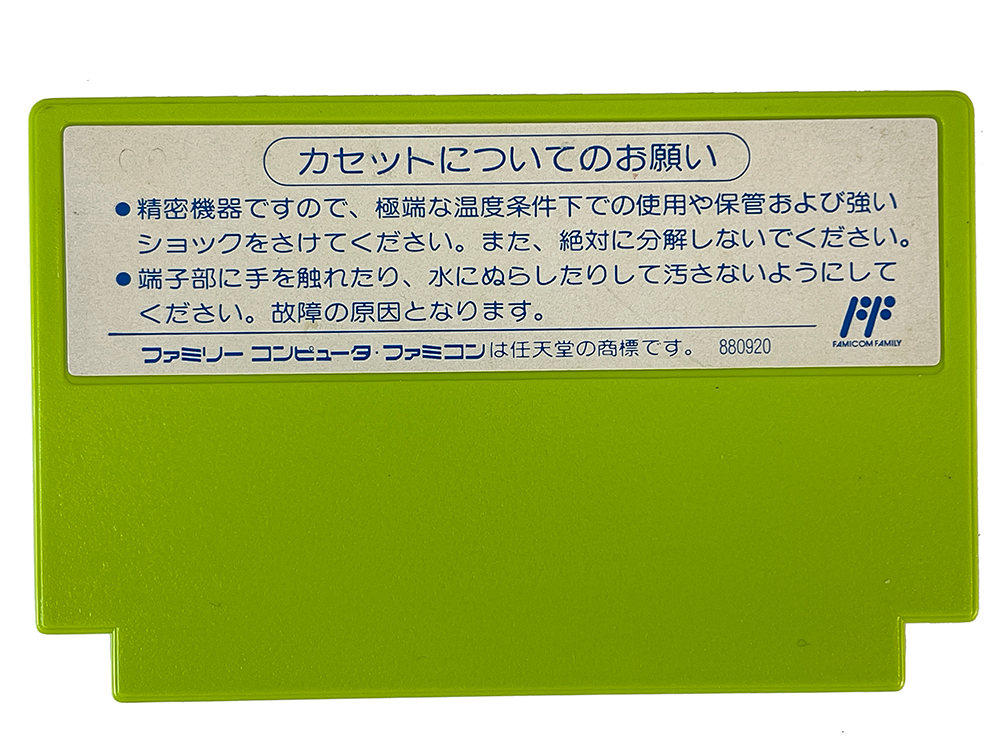 カセットについてのお願い
●精密機器ですので、極端な温度条件下での使用や保管および強い
ショックをさけてください。また、絶対に分解しないでください。
●端子部に手を触れたり、水にぬらしたりして汚さないようにして
ください。故障の原因となります。
FAMICOM FAMILY
ファミリーコンピュータ・ファミコンは任天堂の商標です。 880920